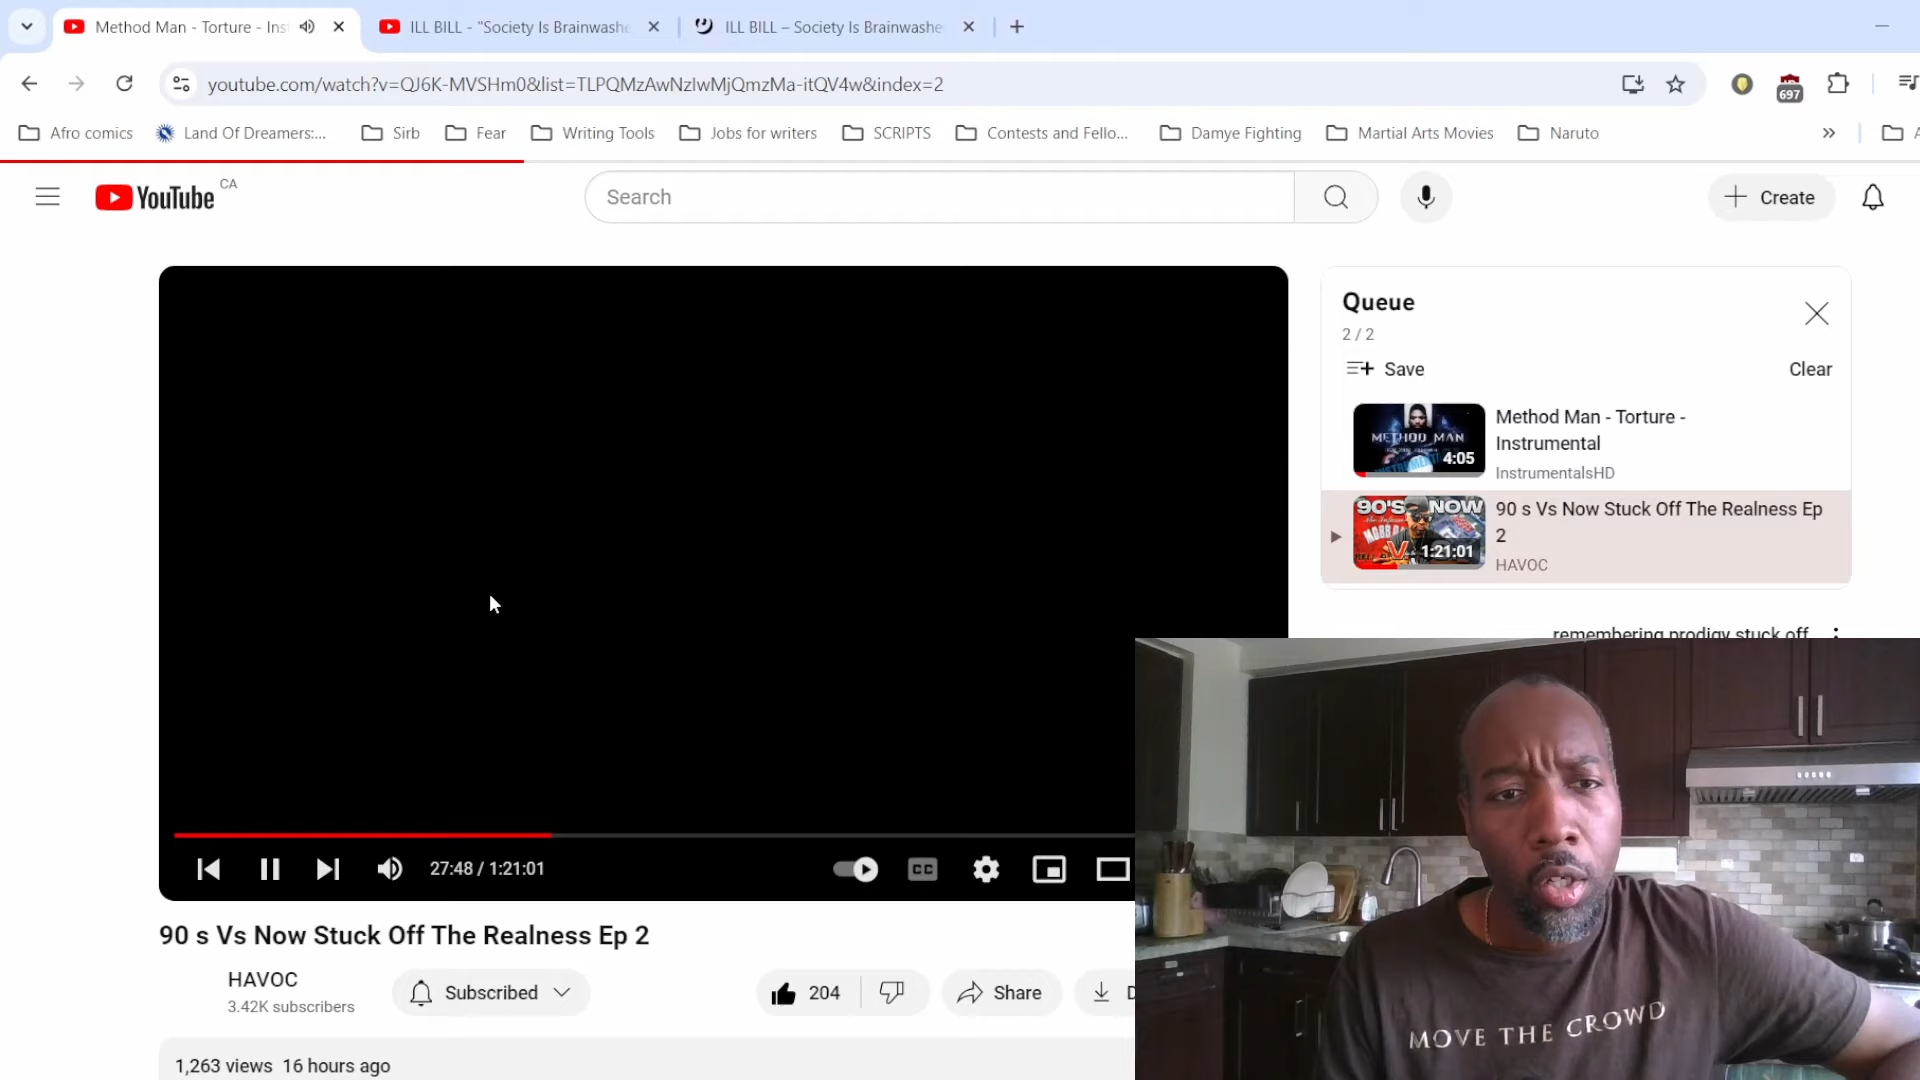 Method Man - Torture - Ins
ILL BILL - "Society Is Brainwashe
ILL BILL – Society Is Brainwashe
youtube.com/watch?v=QJ6K-MVSHm0&list=TLPQMzAwNzIwMjQmzMa-itQV4w&index=2
697
Afro comics
Land Of Dreamers:...
Sirb
Fear
Writing Tools
Jobs for writers
SCRIPTS
Contests and Fello...
Damye Fighting
Martial Arts Movies
Naruto
YouTube CA
Search
Create
Queue
2 / 2
Save
Clear
METHOD MAN
4:05
Method Man - Torture -
Instrumental
InstrumentalsHD
90'S NOW
MOBB
V
1:21:01
90 s Vs Now Stuck Off The Realness Ep
2
HAVOC
remembering prodigy stuck off
27:48 / 1:21:01
CC
90 s Vs Now Stuck Off The Realness Ep 2
HAVOC
3.42K subscribers
Subscribed
204
Share
D
1,263 views 16 hours ago
MOVE THE CROWD